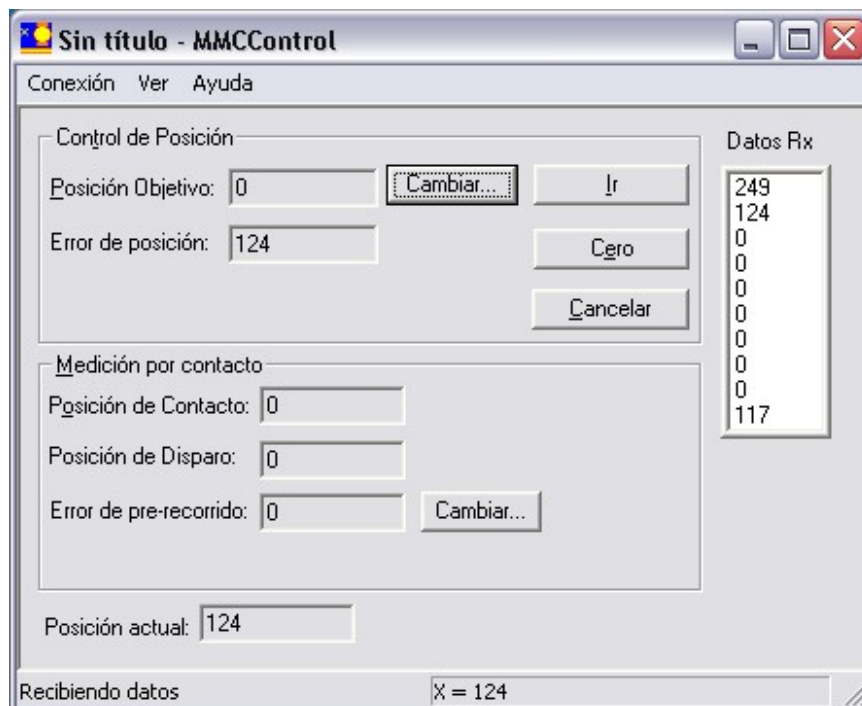 Sin título - MMCControl
Conexión Ver Ayuda
Control de Posición
Posición Objetivo: 0 Cambiar... Ir
Error de posición: 124 Cero
Cancelar
Medición por contacto
Posición de Contacto: 0
Posición de Disparo: 0
Error de pre-recorrido: 0 Cambiar...
Posición actual: 124
Datos Rx
249
124
0
0
0
0
0
0
0
117
Recibiendo datos X = 124